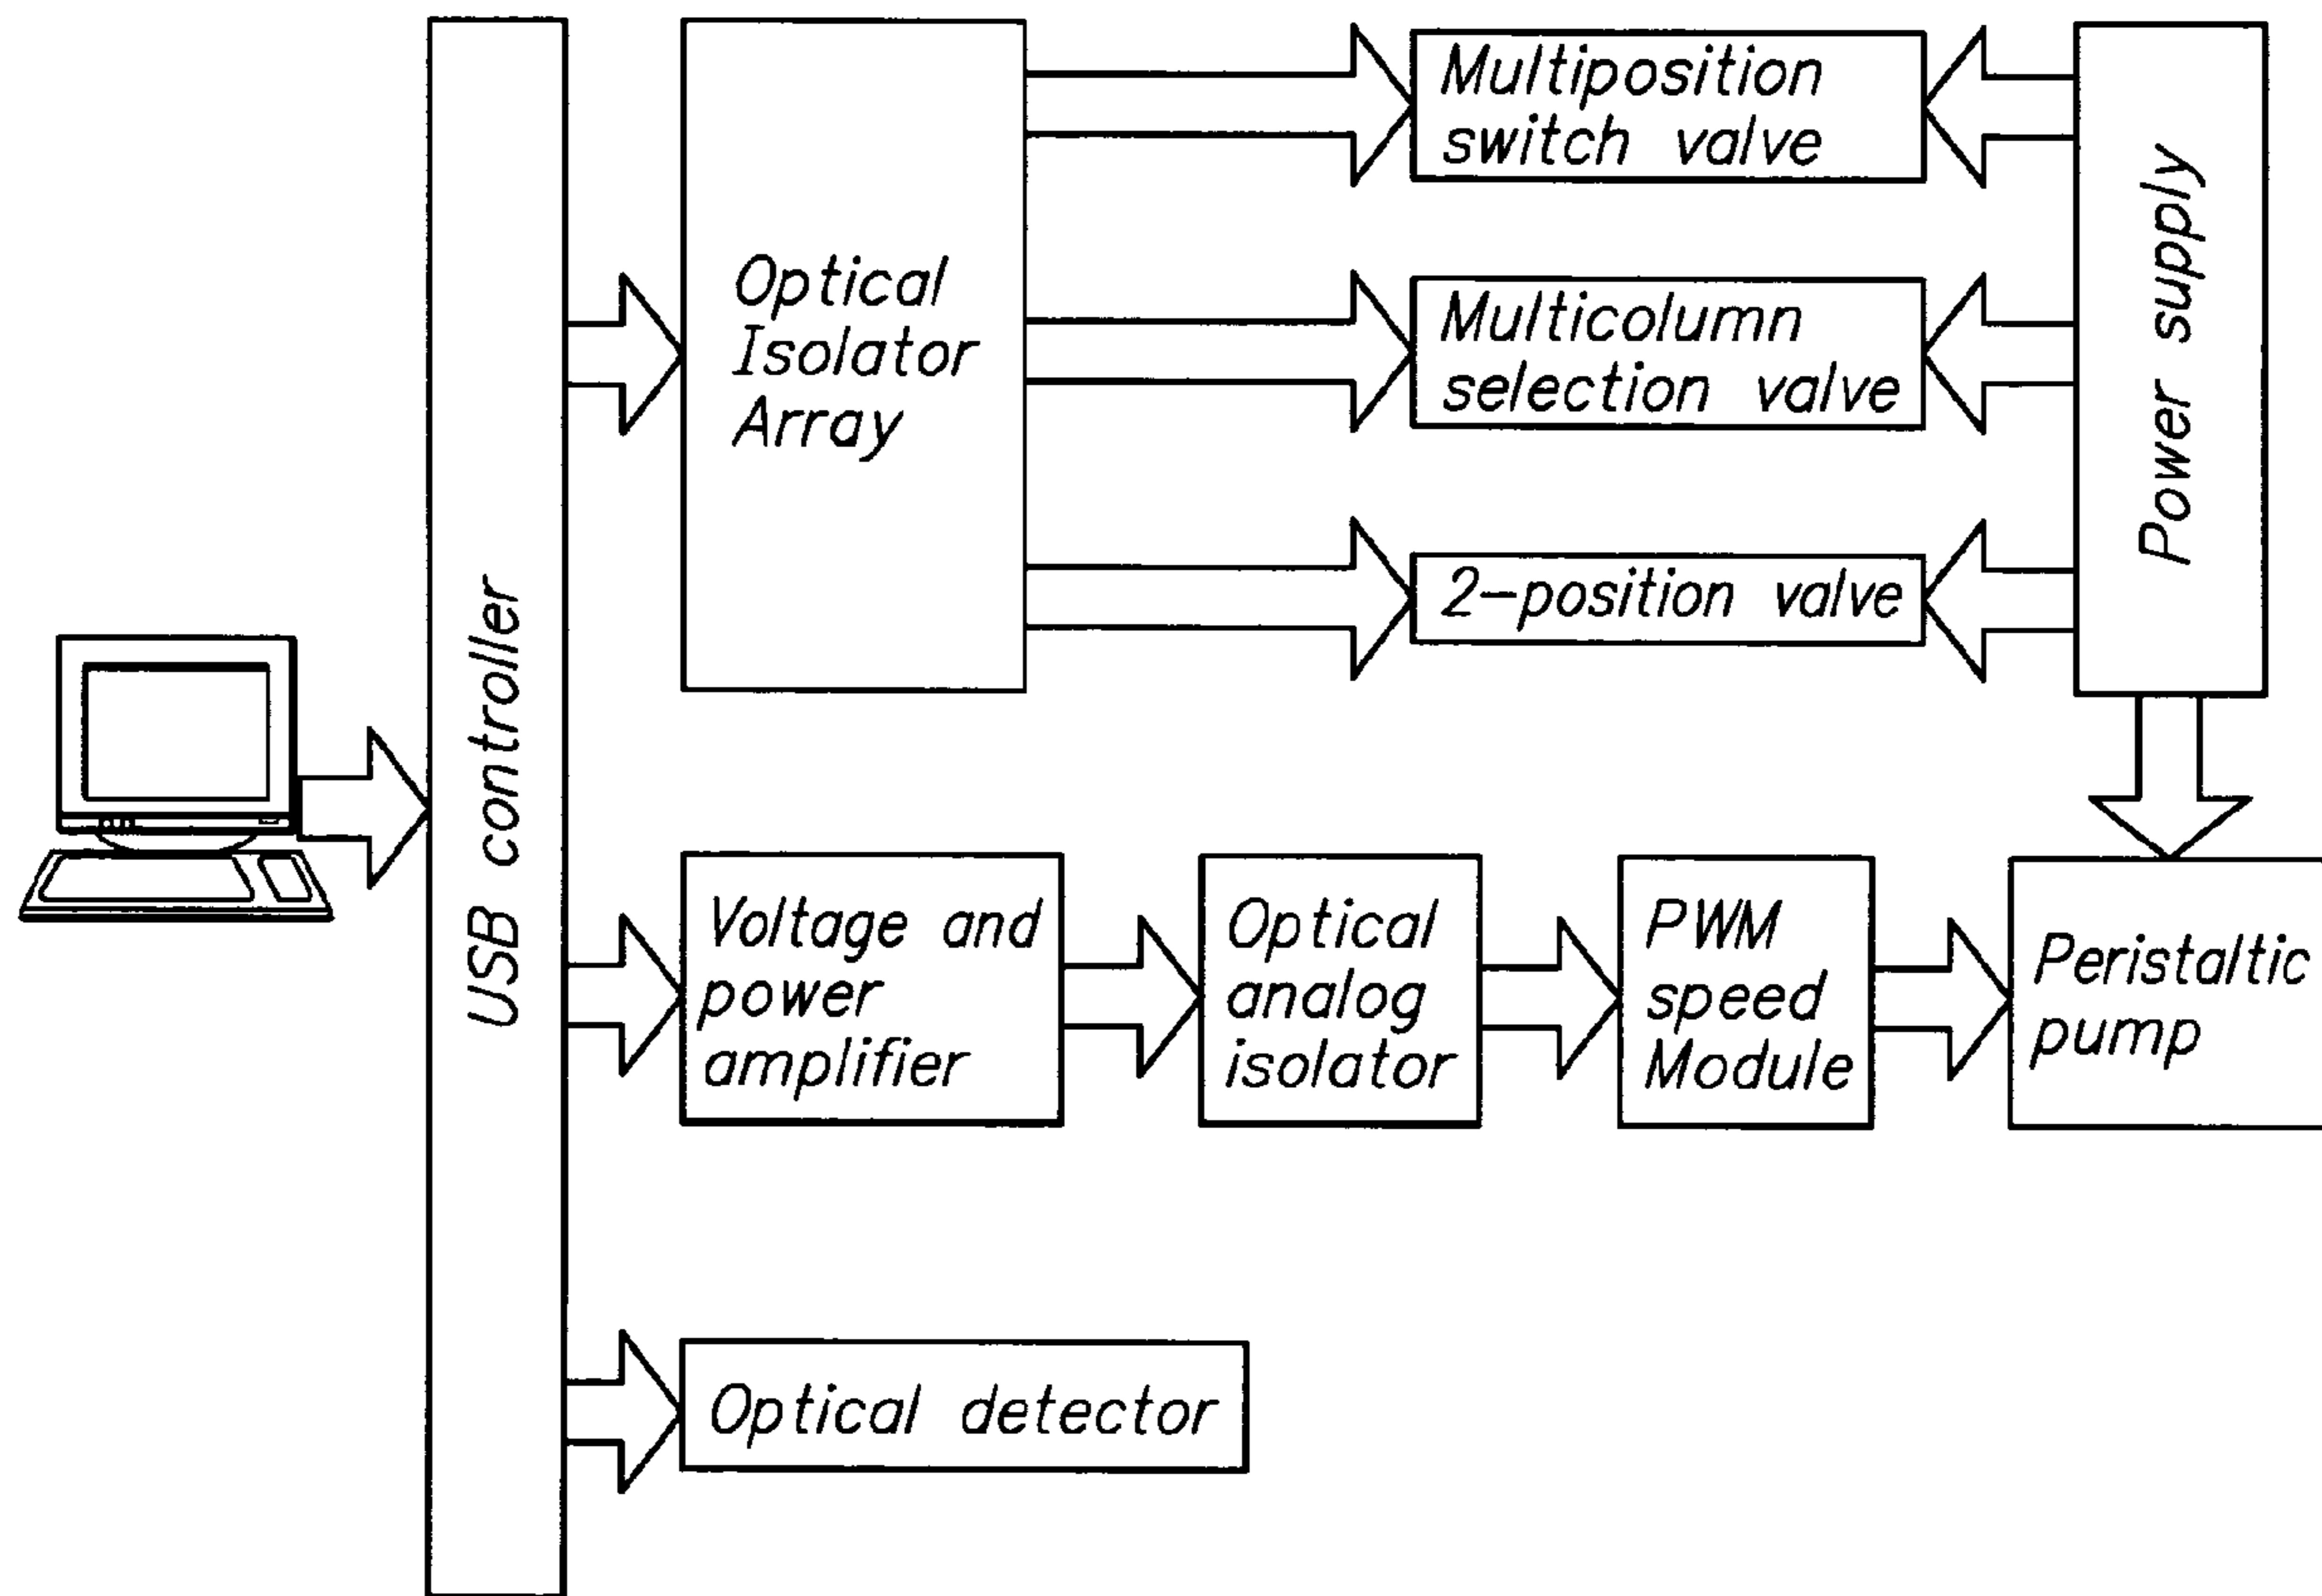 USB controller
Optical
Isolator
Array
Multiposition
switch valve
Multicolumn
selection valve
2-position valve
Power supply
Voltage and
power
amplifier
Optical
analog
isolator
PWM
speed
Module
Peristaltic
pump
Optical detector